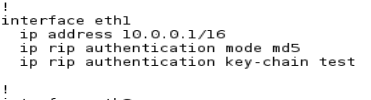 !
interface eth1
  ip address 10.0.0.1/16
  ip rip authentication mode md5
  ip rip authentication key-chain test

!